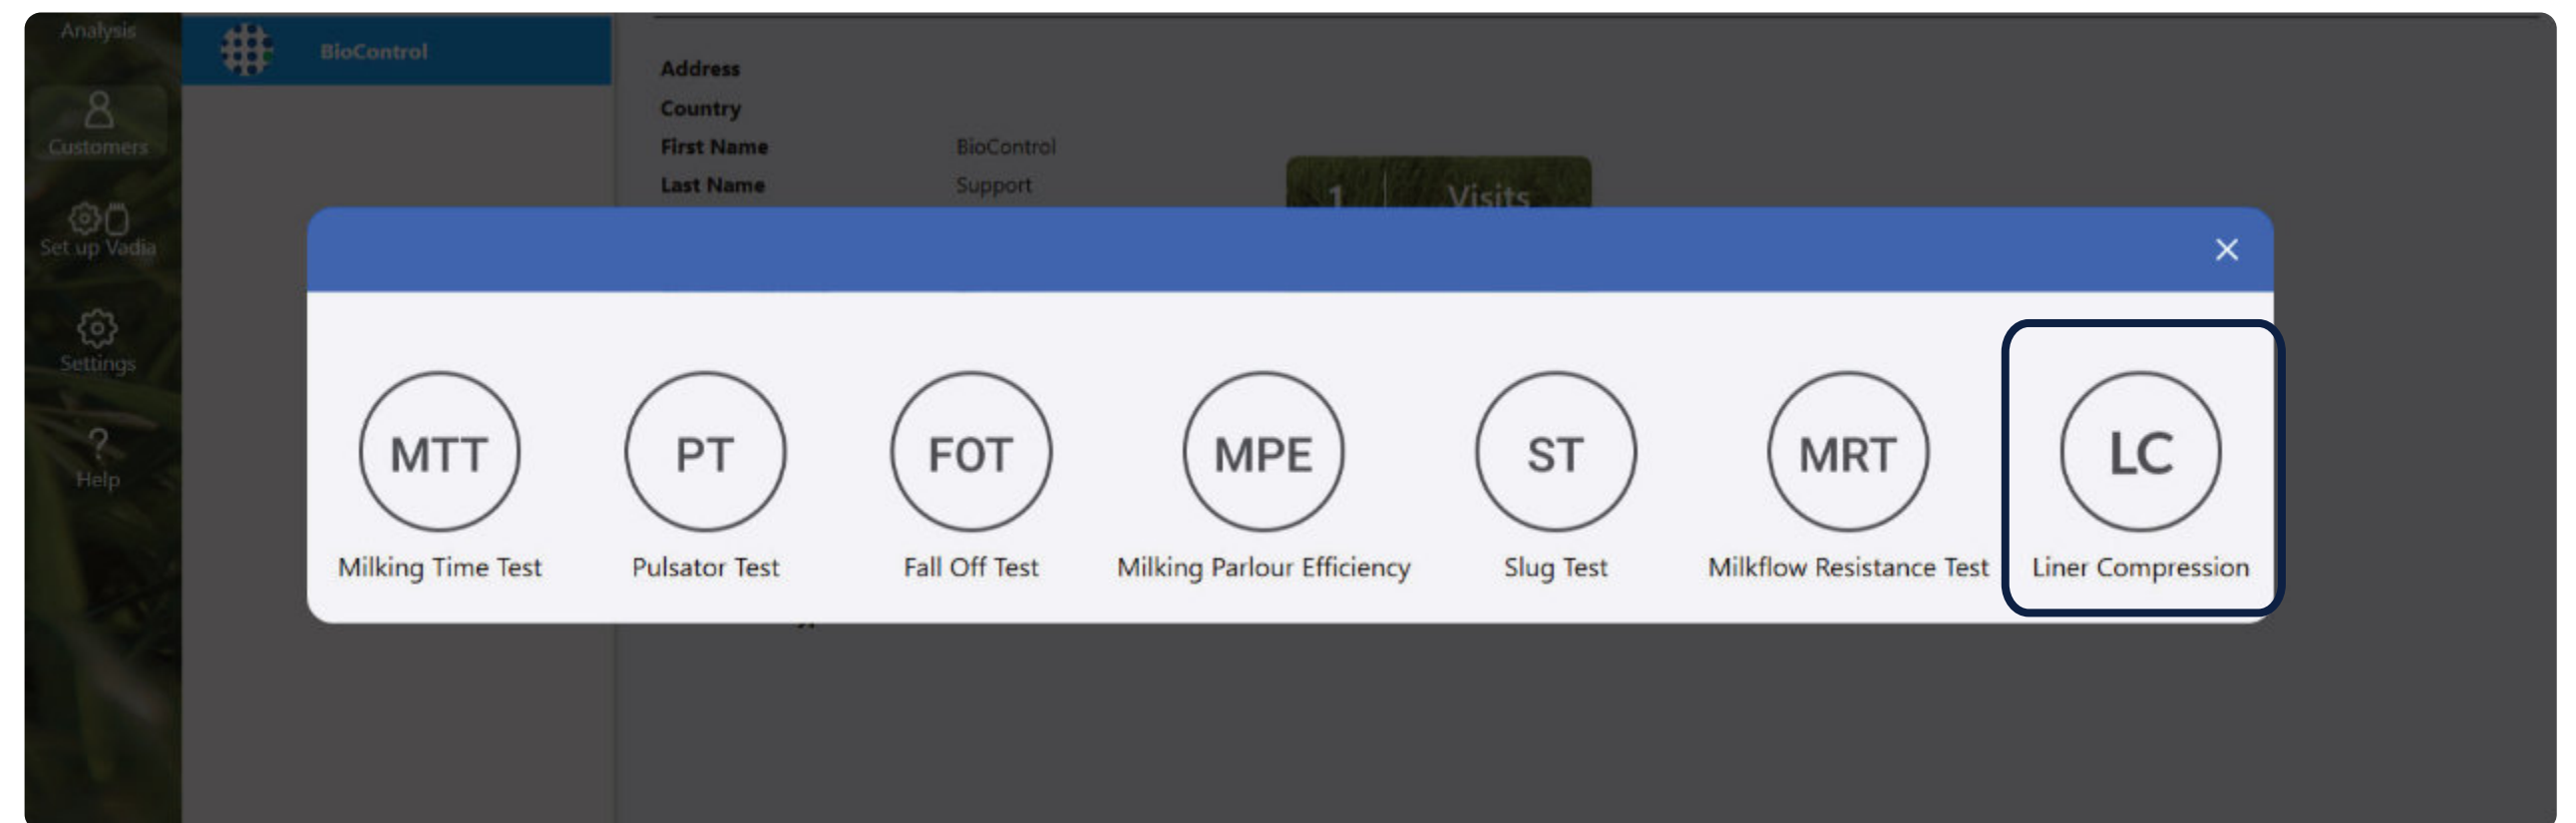 Analysis
Customers
Set up Vadia
Settings
Help
BioControl
Address
Country
First Name BioControl
Last Name Support
1 Visits
MTT PT FOT MPE ST MRT LC
Milking Time Test Pulsator Test Fall Off Test Milking Parlour Efficiency Slug Test Milkflow Resistance Test Liner Compression